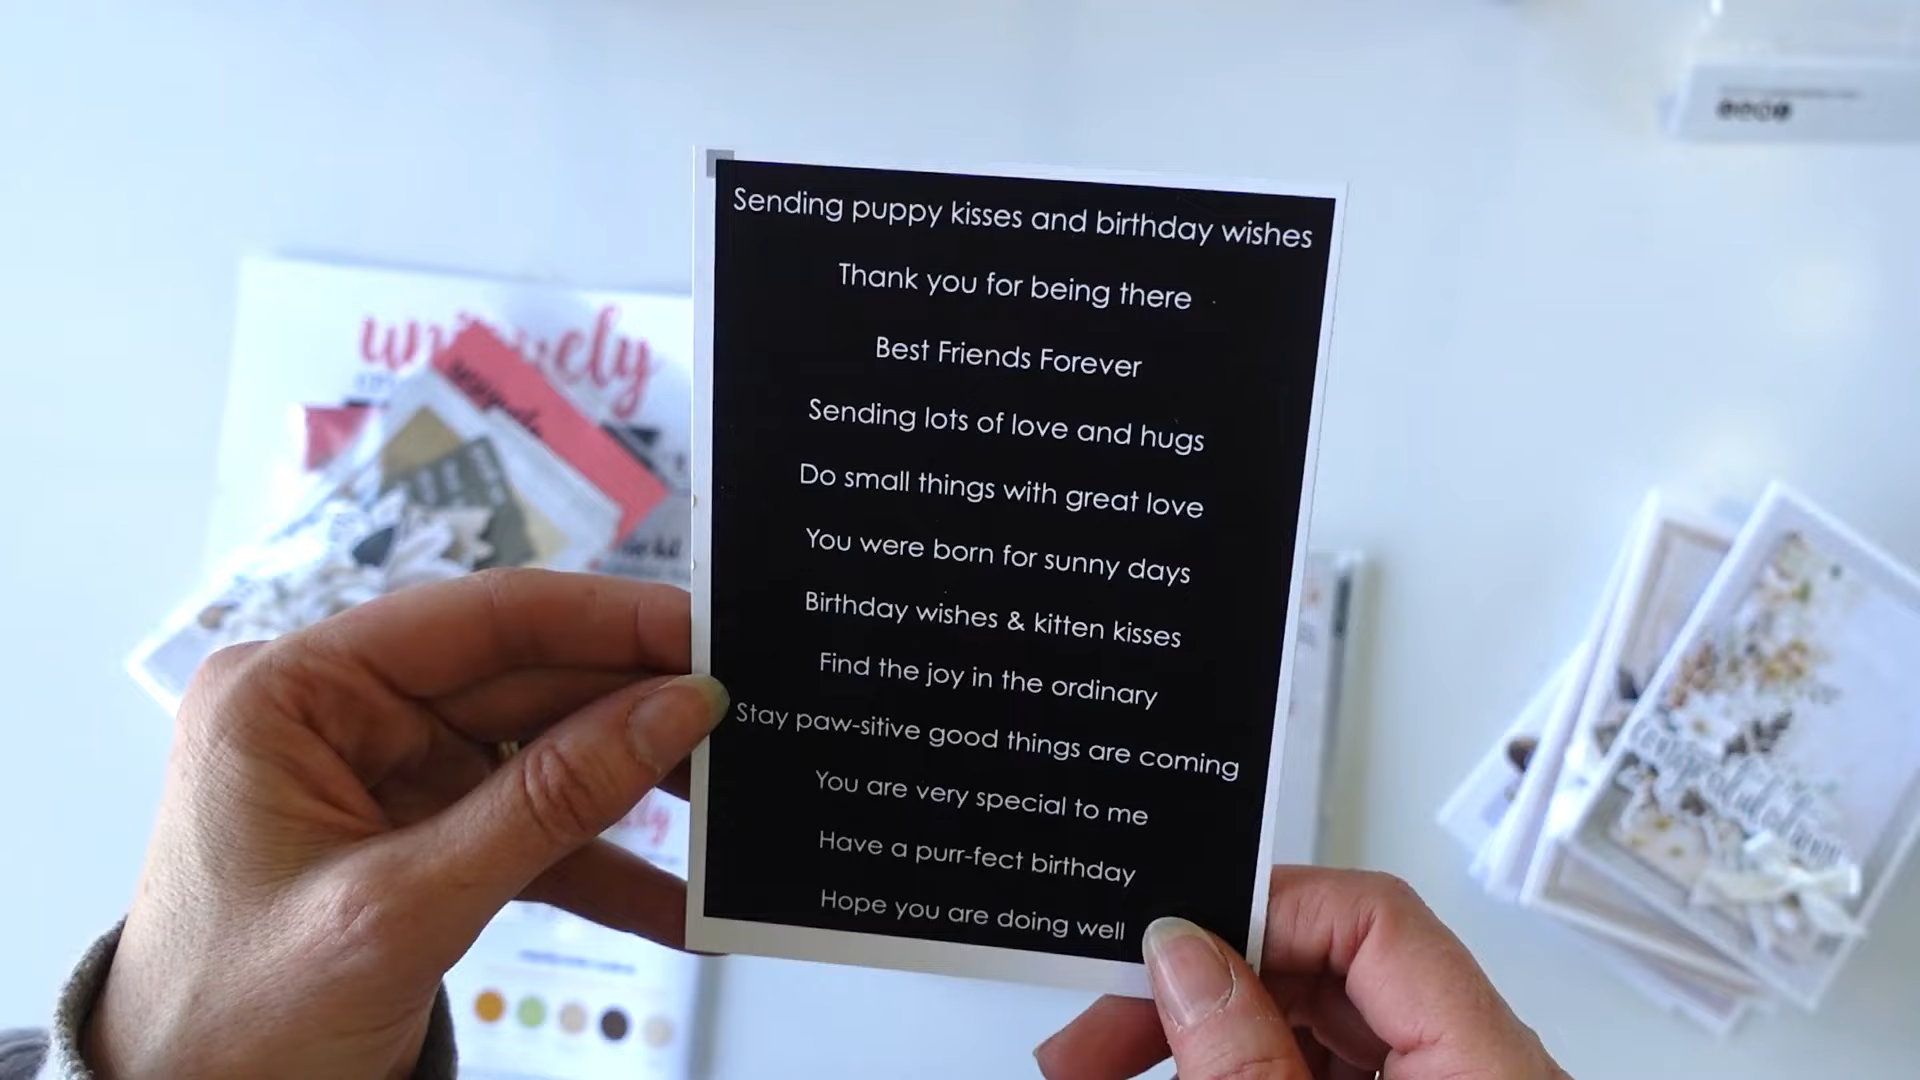 Sending puppy kisses and birthday wishes
Thank you for being there
Best Friends Forever
Sending lots of love and hugs
Do small things with great love
You were born for sunny days
Birthday wishes & kitten kisses
Find the joy in the ordinary
Stay paw-sitive good things are coming
You are very special to me
Have a purr-fect birthday
Hope you are doing well
congratulations